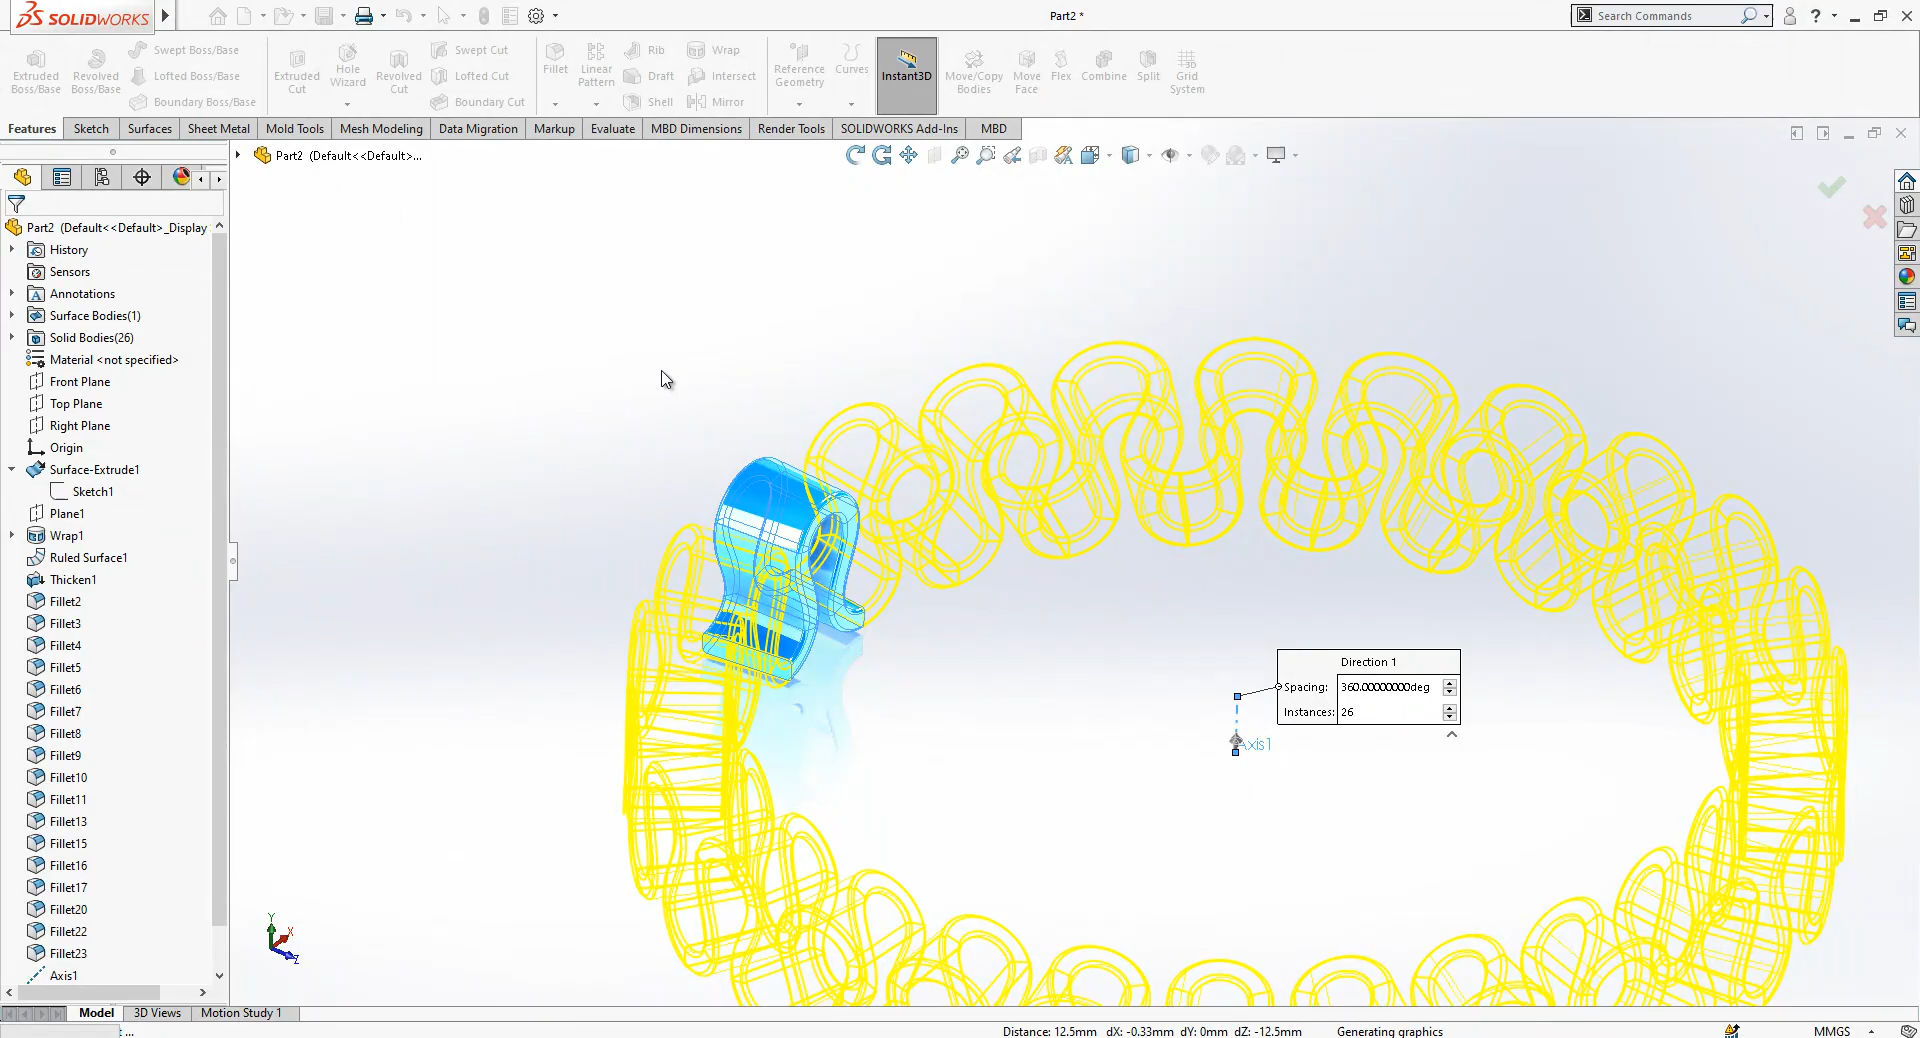 SOLIDWORKS
Part2 *
Search Commands
Extruded Boss/Base
Revolved Boss/Base
Swept Boss/Base
Lofted Boss/Base
Boundary Boss/Base
Extruded Cut
Hole Wizard
Revolved Cut
Swept Cut
Lofted Cut
Boundary Cut
Fillet
Linear Pattern
Rib
Draft
Shell
Wrap
Intersect
Mirror
Reference Geometry
Curves
Instant3D
Move/Copy Bodies
Move Face
Flex
Combine
Split
Grid System
Features
Sketch
Surfaces
Sheet Metal
Mold Tools
Mesh Modeling
Data Migration
Markup
Evaluate
MBD Dimensions
Render Tools
SOLIDWORKS Add-Ins
MBD
Part2 (Default<<Default>...
Part2 (Default<<Default>_Display
History
Sensors
Annotations
Surface Bodies(1)
Solid Bodies(26)
Material <not specified>
Front Plane
Top Plane
Right Plane
Origin
Surface-Extrude1
Sketch1
Plane1
Wrap1
Ruled Surface1
Thicken1
Fillet2
Fillet3
Fillet4
Fillet5
Fillet6
Fillet7
Fillet8
Fillet9
Fillet10
Fillet11
Fillet13
Fillet15
Fillet16
Fillet17
Fillet20
Fillet22
Fillet23
Axis1
Direction 1
Spacing: 360.00000000deg
Instances: 26
Axis1
Y
X
Z
Model
3D Views
Motion Study 1
: ...
Distance: 12.5mm dX: -0.33mm dY: 0mm dZ: -12.5mm
Generating graphics
MMGS